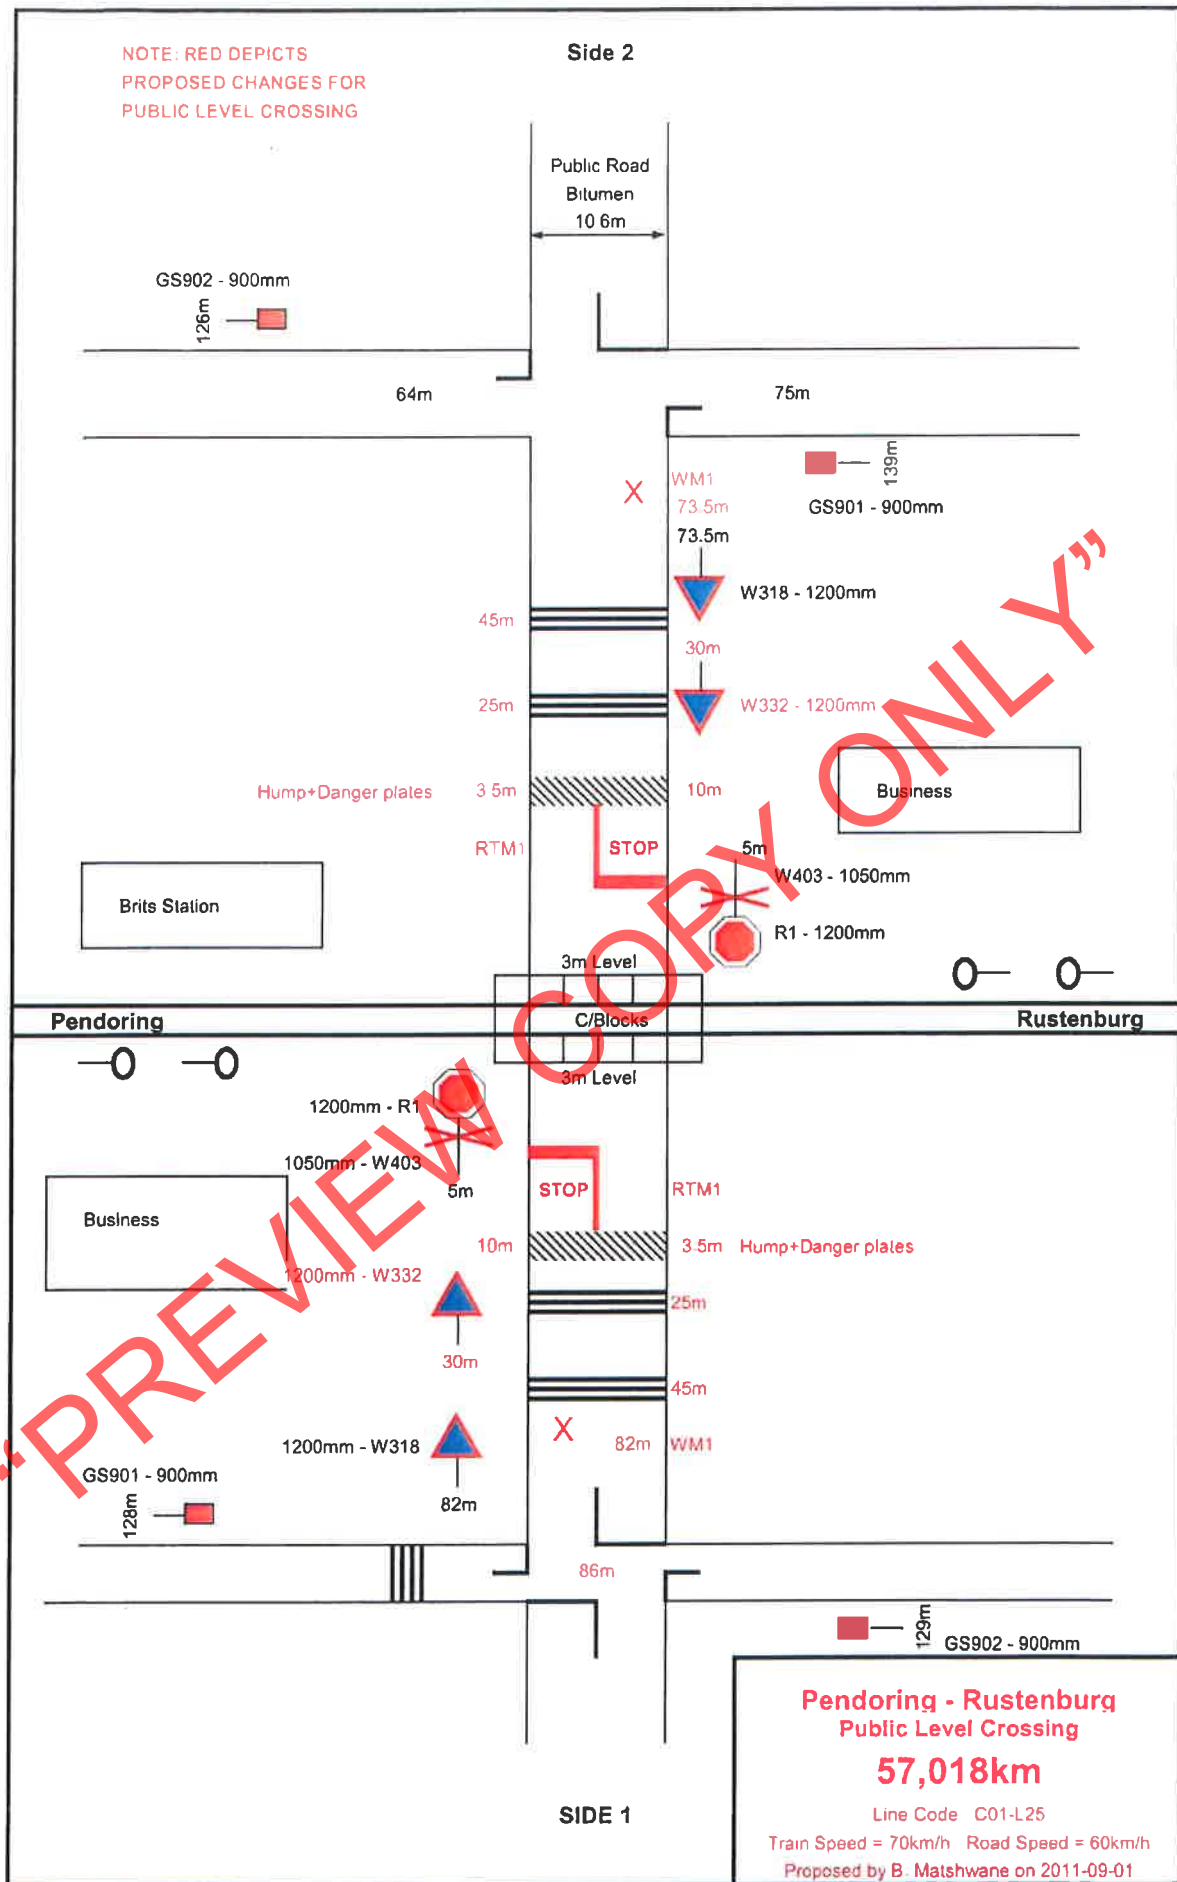 NOTE: RED DEPICTS
PROPOSED CHANGES FOR
PUBLIC LEVEL CROSSING
Side 2
Public Road
Bitumen
10 6m
GS902 - 900mm
126m
64m
75m
139m
GS901 - 900mm
X
WM1
73.5m
73.5m
W318 - 1200mm
45m
30m
25m
W332 - 1200mm
Hump+Danger plates
3 5m
10m
Business
RTM1
STOP
5m
W403 - 1050mm
R1 - 1200mm
Brits Station
3m Level
Pendoring
C/Blocks
Rustenburg
3m Level
1200mm - R1
1050mm - W403
5m
STOP
RTM1
Business
10m
3.5m
Hump+Danger plates
1200mm - W332
25m
30m
45m
1200mm - W318
X
82m
WM1
GS901 - 900mm
128m
82m
86m
129m
GS902 - 900mm
Pendoring - Rustenburg
Public Level Crossing
57,018km
Line Code C01-L25
Train Speed = 70km/h Road Speed = 60km/h
Proposed by B. Matshwane on 2011-09-01
SIDE 1
“PREVIEW COPY ONLY”